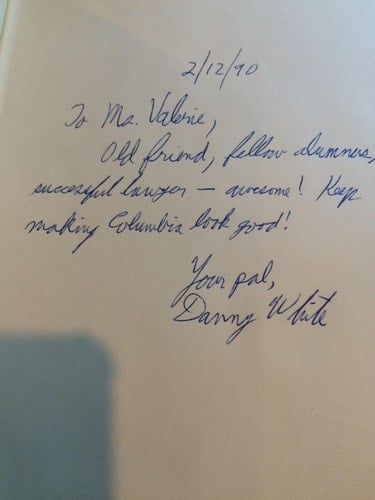 2/12/90
To Ms. Valerie,
Old friend, fellow alumners,
successful lawyer — awesome! Keep
making Columbia look good!
Your pal,
Danny White